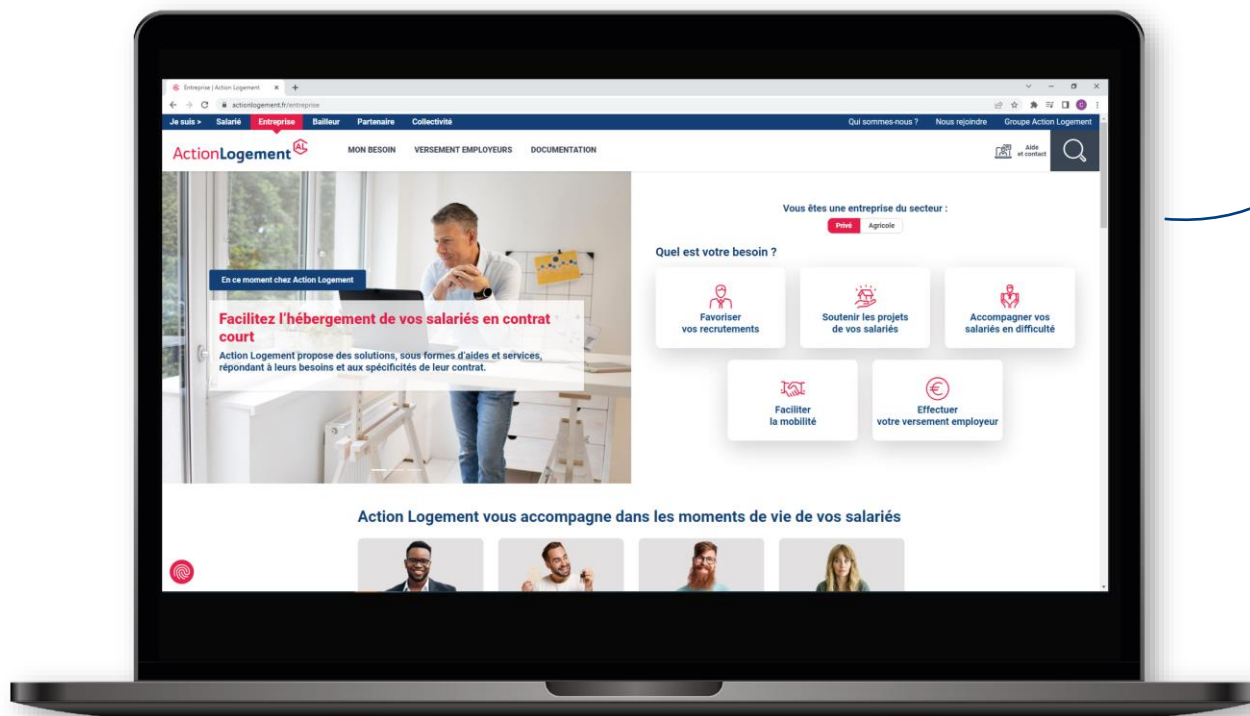 Entreprise | Action Logement
actionlogement.fr/entreprise
Je suis > Salarié Entreprise Bailleur Partenaire Collectivité Qui sommes-nous ? Nous rejoindre Groupe Action Logement
ActionLogement AL MON BESOIN VERSEMENT EMPLOYEURS DOCUMENTATION Aide
et contact
En ce moment chez Action Logement
Facilitez l'hébergement de vos salariés en contrat
court
Action Logement propose des solutions, sous formes d'aides et services,
répondant à leurs besoins et aux spécificités de leur contrat.
Vous êtes une entreprise du secteur :
Privé Agricole
Quel est votre besoin ?
Favoriser
vos recrutements
Soutenir les projets
de vos salariés
Accompagner vos
salariés en difficulté
Faciliter
la mobilité
Effectuer
votre versement employeur
Action Logement vous accompagne dans les moments de vie de vos salariés